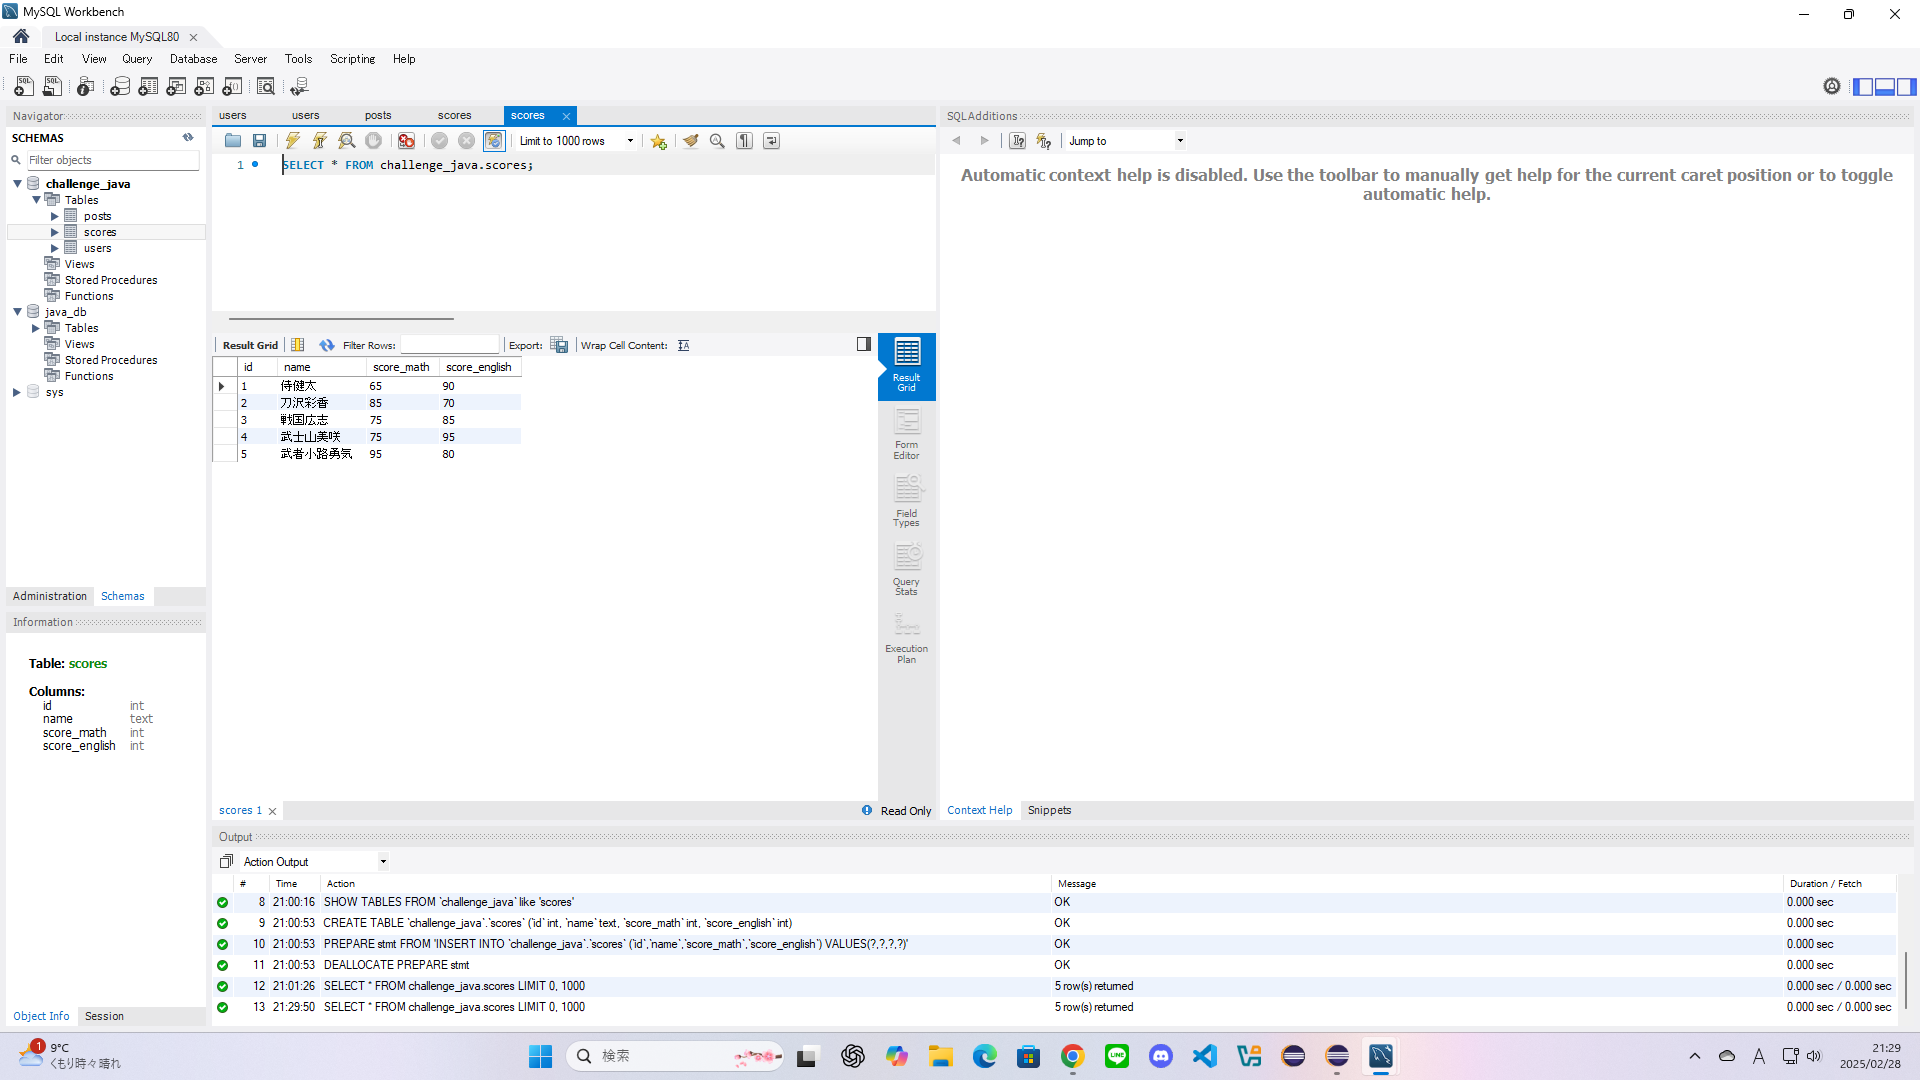 MySQL Workbench
Local instance MySQL80
File Edit View Query Database Server Tools Scripting Help
Navigator
SCHEMAS
Filter objects
challenge_java
Tables
posts
scores
users
Views
Stored Procedures
Functions
java_db
Tables
Views
Stored Procedures
Functions
sys
Administration Schemas
Information
Table: scores
Columns:
id int
name text
score_math int
score_english int
Object Info Session
users users posts scores scores
Limit to 1000 rows
1 SELECT * FROM challenge_java.scores;
Result Grid Filter Rows: Export: Wrap Cell Content:
id name score_math score_english
1 侍健太 65 90
2 刀沢彩香 85 70
3 戦国広志 75 85
4 武士山美咲 75 95
5 武者小路勇気 95 80
Result
Grid
Form
Editor
Field
Types
Query
Stats
Execution
Plan
scores 1 Read Only
SQLAdditions
Jump to
Automatic context help is disabled. Use the toolbar to manually get help for the current caret position or to toggle
automatic help.
Context Help Snippets
Output
Action Output
# Time Action Message Duration / Fetch
8 21:00:16 SHOW TABLES FROM `challenge_java` like 'scores' OK 0.000 sec
9 21:00:53 CREATE TABLE `challenge_java`.`scores` (`id` int, `name` text, `score_math` int, `score_english` int) OK 0.000 sec
10 21:00:53 PREPARE stmt FROM 'INSERT INTO `challenge_java`.`scores` (`id`,`name`,`score_math`,`score_english`) VALUES(?,?,?,?)' OK 0.000 sec
11 21:00:53 DEALLOCATE PREPARE stmt OK 0.000 sec
12 21:01:26 SELECT * FROM challenge_java.scores LIMIT 0, 1000 5 row(s) returned 0.000 sec / 0.000 sec
13 21:29:50 SELECT * FROM challenge_java.scores LIMIT 0, 1000 5 row(s) returned 0.000 sec / 0.000 sec
1
9°C
くもり時々晴れ
検索
A
21:29
2025/02/28